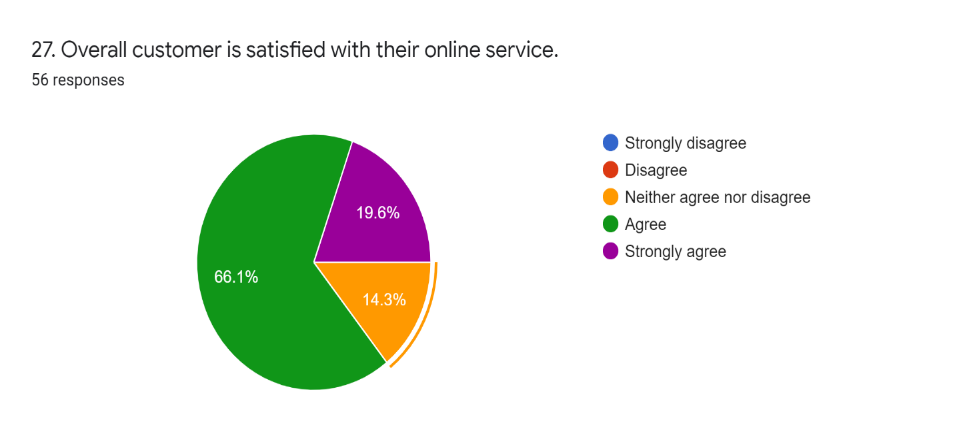 27. Overall customer is satisfied with their online service.
56 responses
Strongly disagree
Disagree
Neither agree nor disagree
Agree
Strongly agree
19.6%
66.1%
14.3%